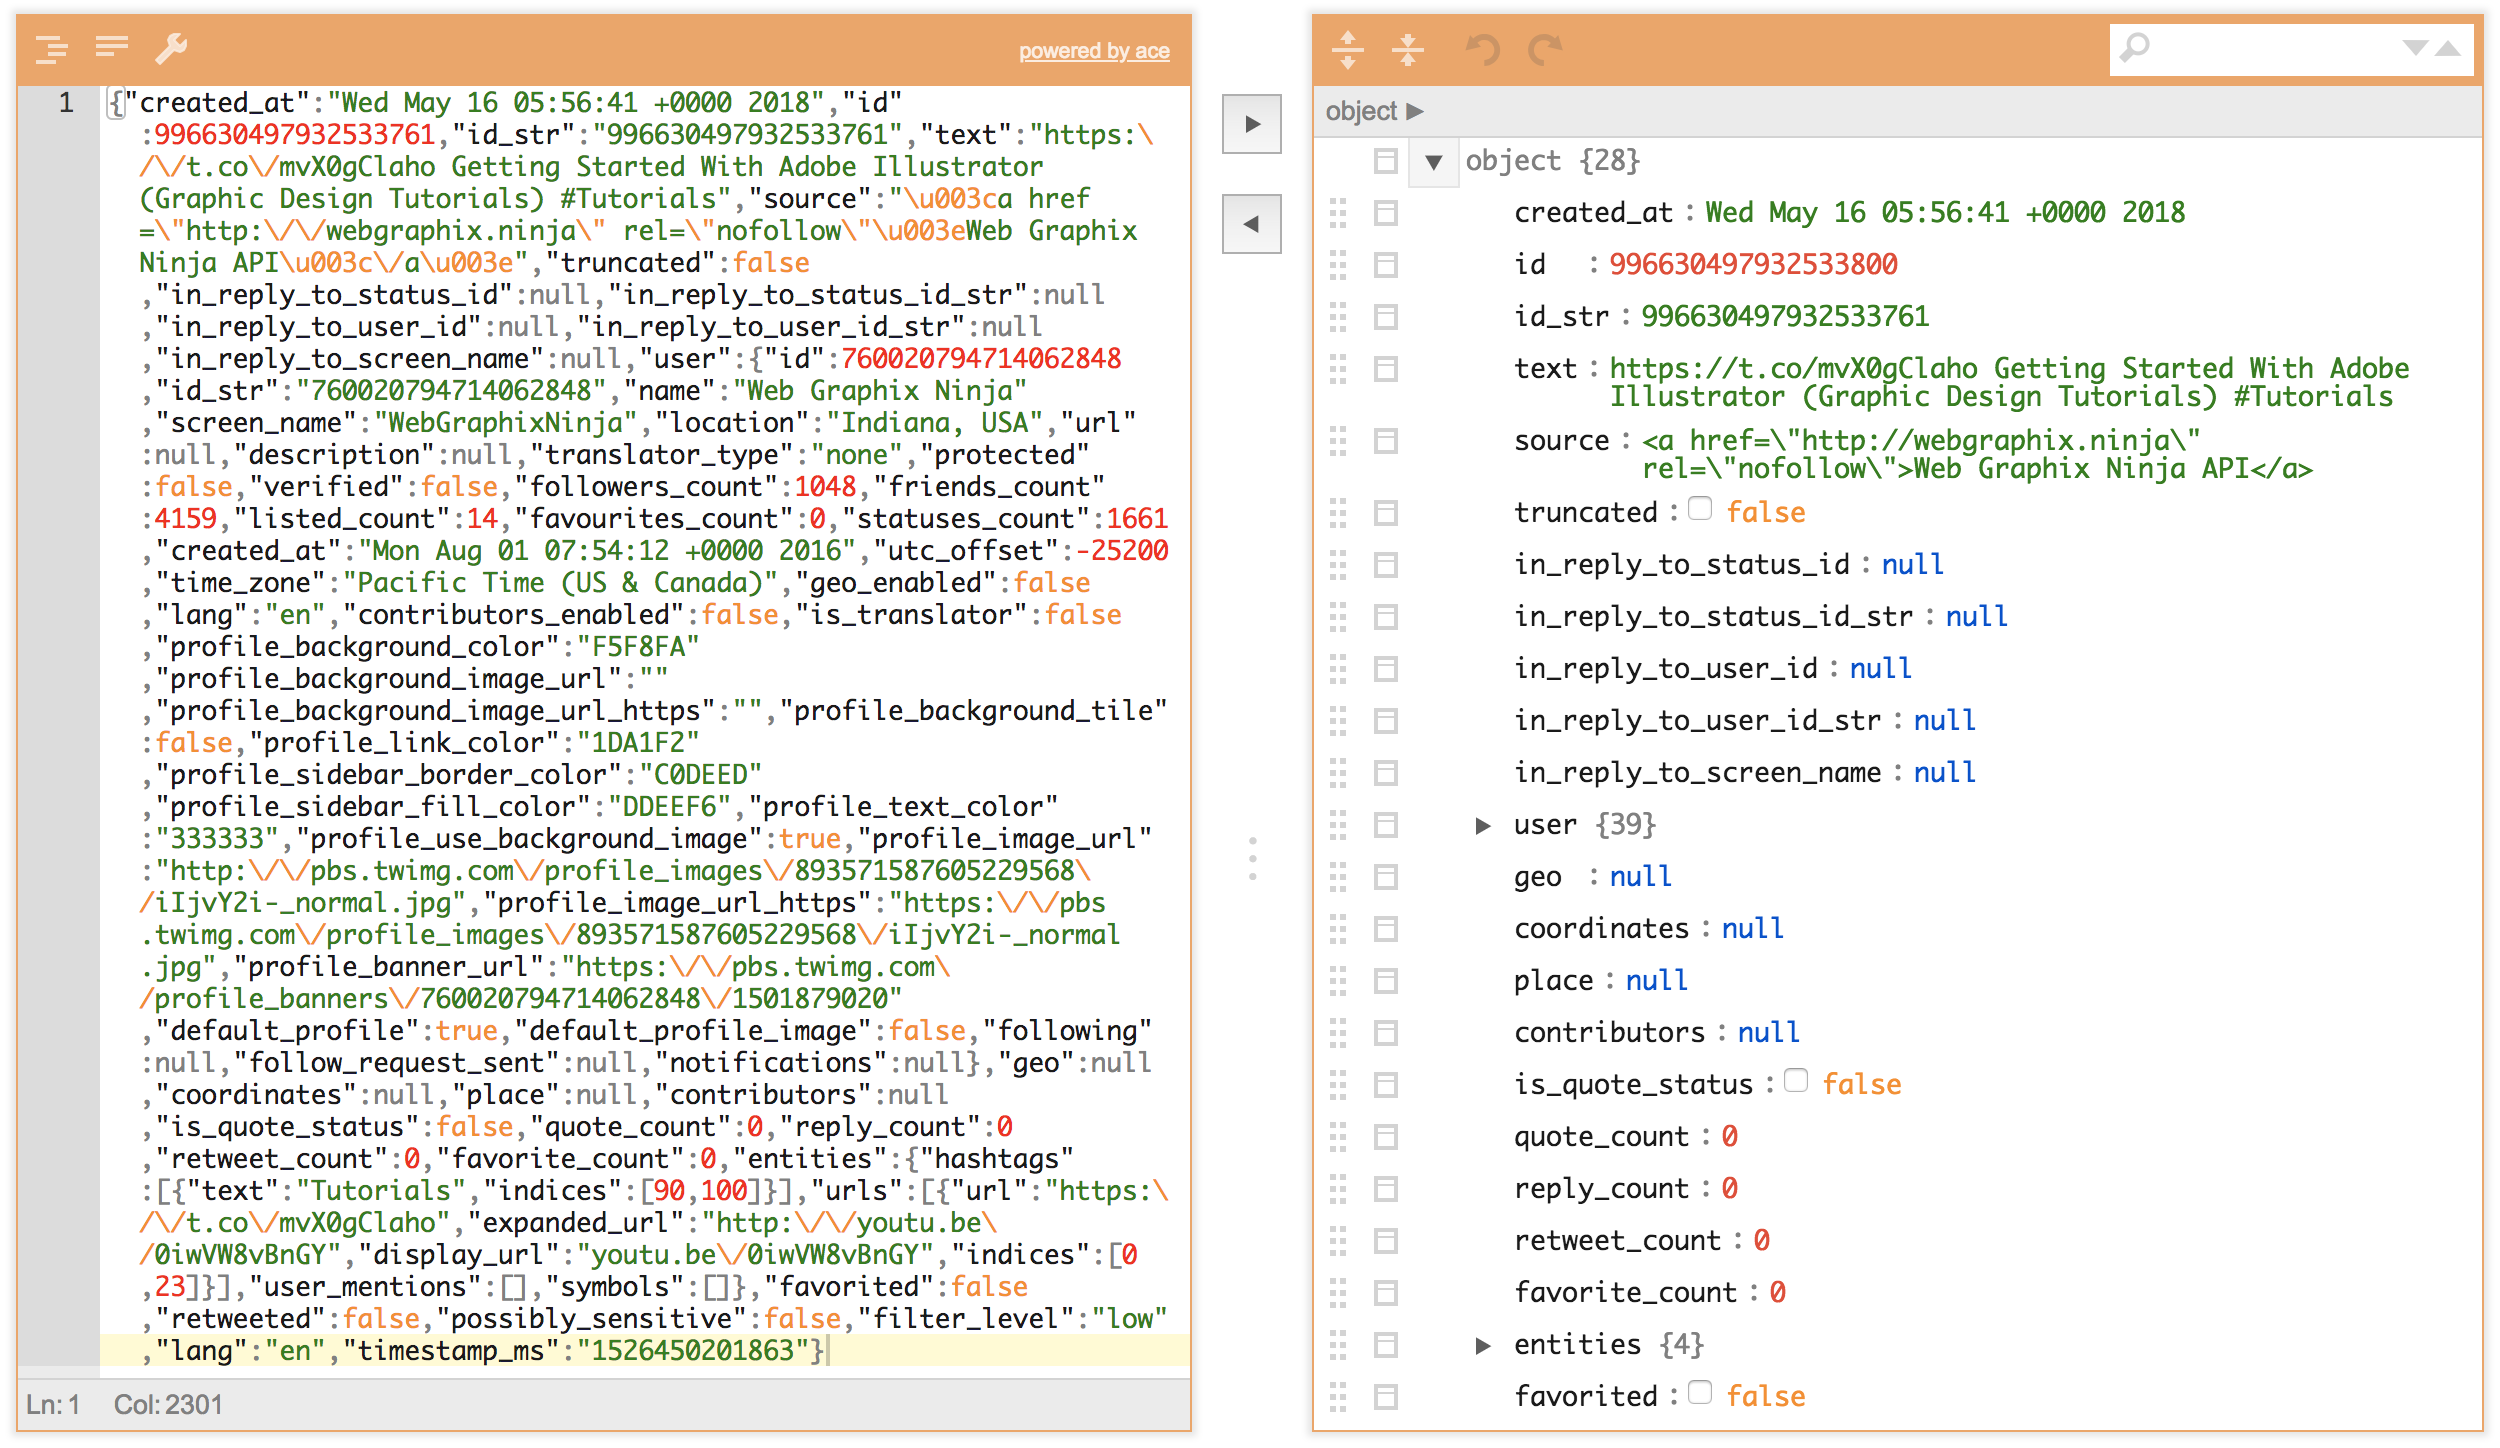 powered by ace
1
{"created_at":"Wed May 16 05:56:41 +0000 2018","id"
:996630497932533761,"id_str":"996630497932533761","text":"https:\
/\/t.co\/mvX0gClaho Getting Started With Adobe Illustrator
(Graphic Design Tutorials) #Tutorials","source":"\u003ca href
=\"http:\/\/webgraphix.ninja\" rel=\"nofollow\"\u003eWeb Graphix
Ninja API\u003c\/a\u003e","truncated":false
,"in_reply_to_status_id":null,"in_reply_to_status_id_str":null
,"in_reply_to_user_id":null,"in_reply_to_user_id_str":null
,"in_reply_to_screen_name":null,"user":{"id":760020794714062848
,"id_str":"760020794714062848","name":"Web Graphix Ninja"
,"screen_name":"WebGraphixNinja","location":"Indiana, USA","url"
:null,"description":null,"translator_type":"none","protected"
:false,"verified":false,"followers_count":1048,"friends_count"
:4159,"listed_count":14,"favourites_count":0,"statuses_count":1661
,"created_at":"Mon Aug 01 07:54:12 +0000 2016","utc_offset":-25200
,"time_zone":"Pacific Time (US & Canada)","geo_enabled":false
,"lang":"en","contributors_enabled":false,"is_translator":false
,"profile_background_color":"F5F8FA"
,"profile_background_image_url":""
,"profile_background_image_url_https":"","profile_background_tile"
:false,"profile_link_color":"1DA1F2"
,"profile_sidebar_border_color":"C0DEED"
,"profile_sidebar_fill_color":"DDEEF6","profile_text_color"
:"333333","profile_use_background_image":true,"profile_image_url"
:"http:\/\/pbs.twimg.com\/profile_images\/893571587605229568\
/iIjvY2i-_normal.jpg","profile_image_url_https":"https:\/\/pbs
.twimg.com\/profile_images\/893571587605229568\/iIjvY2i-_normal
.jpg","profile_banner_url":"https:\/\/pbs.twimg.com\
/profile_banners\/760020794714062848\/1501879020"
,"default_profile":true,"default_profile_image":false,"following"
:null,"follow_request_sent":null,"notifications":null},"geo":null
,"coordinates":null,"place":null,"contributors":null
,"is_quote_status":false,"quote_count":0,"reply_count":0
,"retweet_count":0,"favorite_count":0,"entities":{"hashtags"
:[{"text":"Tutorials","indices":[90,100]}],"urls":[{"url":"https:\
/\/t.co\/mvX0gClaho","expanded_url":"http:\/\/youtu.be\
/0iwVW8vBnGY","display_url":"youtu.be\/0iwVW8vBnGY","indices":[0
,23]}],"user_mentions":[],"symbols":[]},"favorited":false
,"retweeted":false,"possibly_sensitive":false,"filter_level":"low"
,"lang":"en","timestamp_ms":"1526450201863"}
Ln: 1 Col: 2301
object ▶
object {28}
created_at : Wed May 16 05:56:41 +0000 2018
id : 996630497932533800
id_str : 996630497932533761
text : https://t.co/mvX0gClaho Getting Started With Adobe
Illustrator (Graphic Design Tutorials) #Tutorials
source : <a href=\"http://webgraphix.ninja\"
rel=\"nofollow\">Web Graphix Ninja API</a>
truncated : false
in_reply_to_status_id : null
in_reply_to_status_id_str : null
in_reply_to_user_id : null
in_reply_to_user_id_str : null
in_reply_to_screen_name : null
user {39}
geo : null
coordinates : null
place : null
contributors : null
is_quote_status : false
quote_count : 0
reply_count : 0
retweet_count : 0
favorite_count : 0
entities {4}
favorited : false